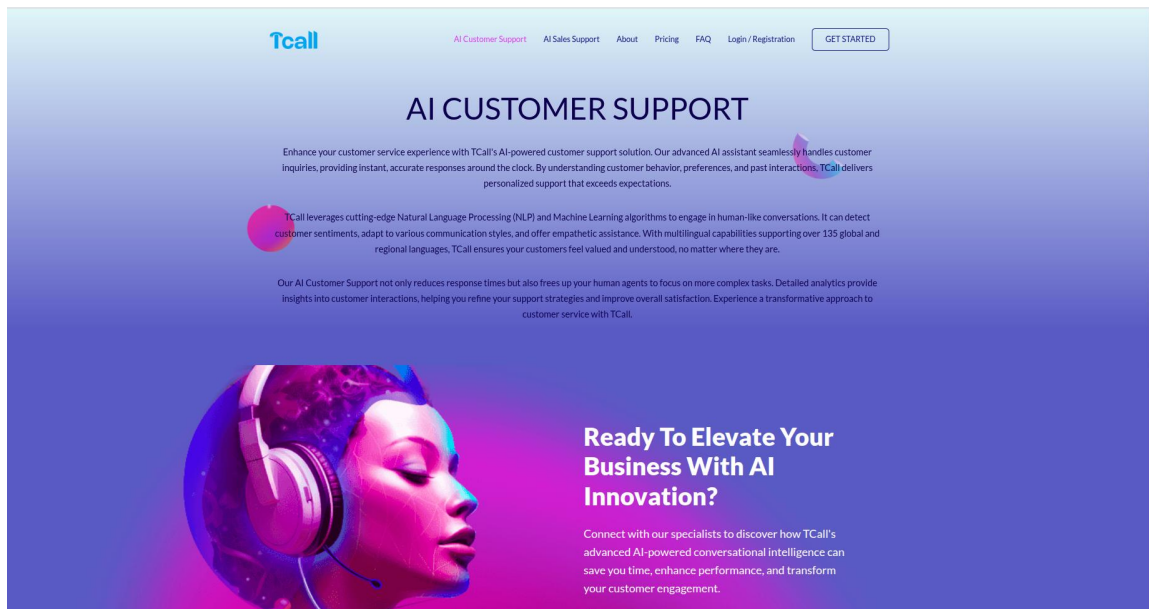 Tcall
AI Customer Support
AI Sales Support
About
Pricing
FAQ
Login / Registration
GET STARTED
AI CUSTOMER SUPPORT
Enhance your customer service experience with TCall's AI-powered customer support solution. Our advanced AI assistant seamlessly handles customer
inquiries, providing instant, accurate responses around the clock. By understanding customer behavior, preferences, and past interactions, TCall delivers
personalized support that exceeds expectations.
TCall leverages cutting-edge Natural Language Processing (NLP) and Machine Learning algorithms to engage in human-like conversations. It can detect
customer sentiments, adapt to various communication styles, and offer empathetic assistance. With multilingual capabilities supporting over 135 global and
regional languages, TCall ensures your customers feel valued and understood, no matter where they are.
Our AI Customer Support not only reduces response times but also frees up your human agents to focus on more complex tasks. Detailed analytics provide
insights into customer interactions, helping you refine your support strategies and improve overall satisfaction. Experience a transformative approach to
customer service with TCall.
Ready To Elevate Your
Business With AI
Innovation?
Connect with our specialists to discover how TCall's
advanced AI-powered conversational intelligence can
save you time, enhance performance, and transform
your customer engagement.